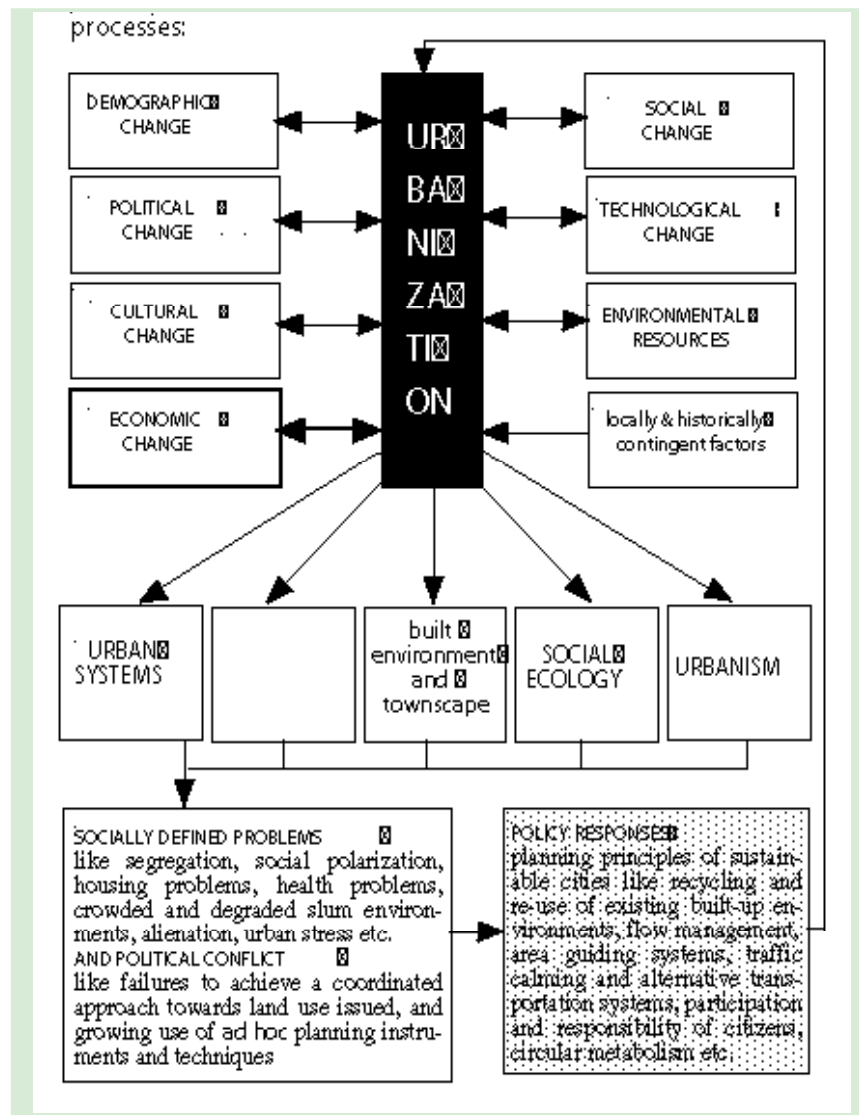 processes:
DEMOGRAPHIC
CHANGE
POLITICAL
CHANGE
CULTURAL
CHANGE
ECONOMIC
CHANGE
UR
BA
NI
ZA
TI
ON
SOCIAL
CHANGE
TECHNOLOGICAL
CHANGE
ENVIRONMENTAL
RESOURCES
locally & historically
contingent factors
URBAN
SYSTEMS
built
environment
and
townscape
SOCIAL
ECOLOGY
URBANISM
SOCIALLY DEFINED PROBLEMS
like segregation, social polarization,
housing problems, health problems,
crowded and degraded slum environ-
ments, alienation, urban stress etc.
AND POLITICAL CONFLICT
like failures to achieve a coordinated
approach towards land use issued, and
growing use of ad hoc planning instru-
ments and techniques
POLICY RESPONSES
planning principles of sustain-
able cities like recycling and
re-use of existing built-up en-
vironments, flow management,
area guiding systems, traffic
calming and alternative trans-
portation systems, participation
and responsibility of citizens,
circular metabolism etc.